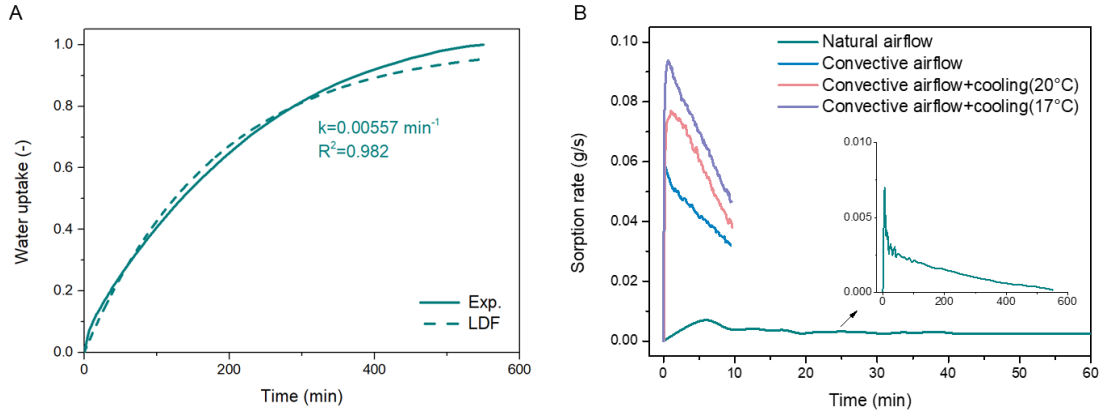 A
Water uptake (-)
1.0
0.8
0.6
0.4
0.2
0.0
k=0.00557 min⁻¹
R²=0.982
Exp.
LDF
0
200
400
600
Time (min)
B
Sorption rate (g/s)
0.10
0.08
0.06
0.04
0.02
0.00
Natural airflow
Convective airflow
Convective airflow+cooling(20°C)
Convective airflow+cooling(17°C)
0.010
0.005
0.000
0
200
400
600
0
10
20
30
40
50
60
Time (min)